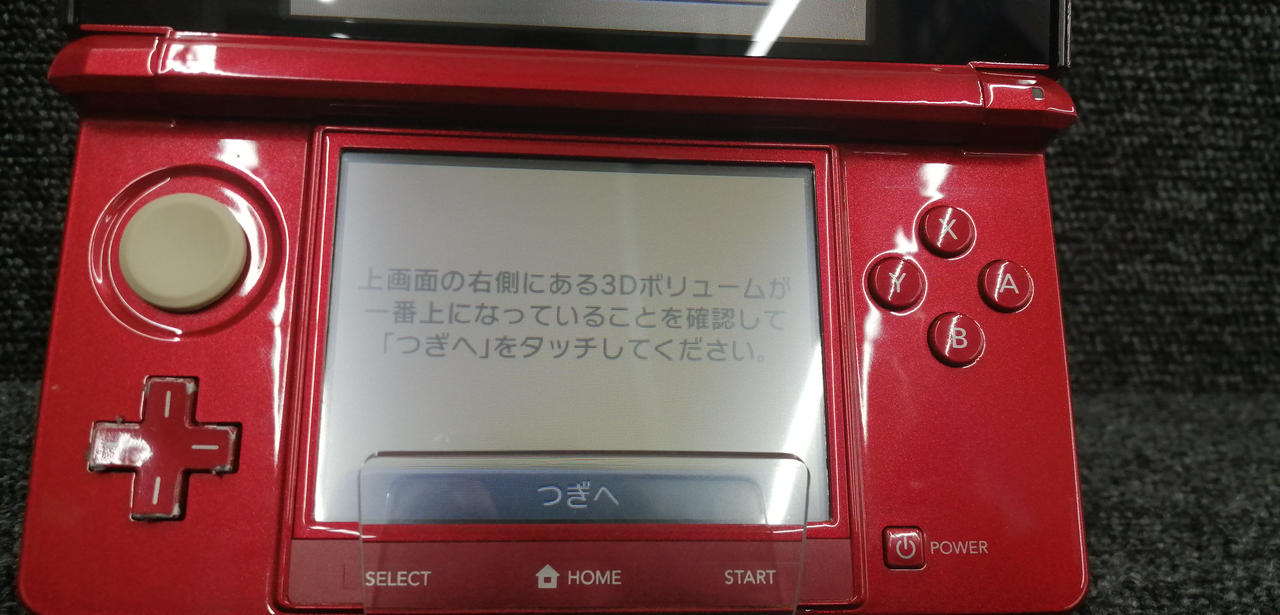 上画面の右側にある3Dボリュームが
一番上になっていることを確認して
「つぎへ」をタッチしてください。
つぎへ
X
Y
A
B
POWER
SELECT
HOME
START